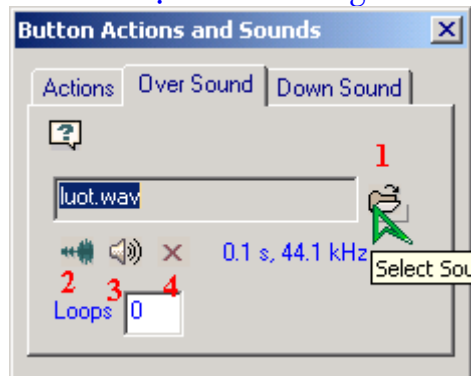 Button Actions and Sounds
Actions Over Sound Down Sound
1
luot.wav
0.1 s, 44.1 kHz
Select Sou
2 3 4
Loops 0